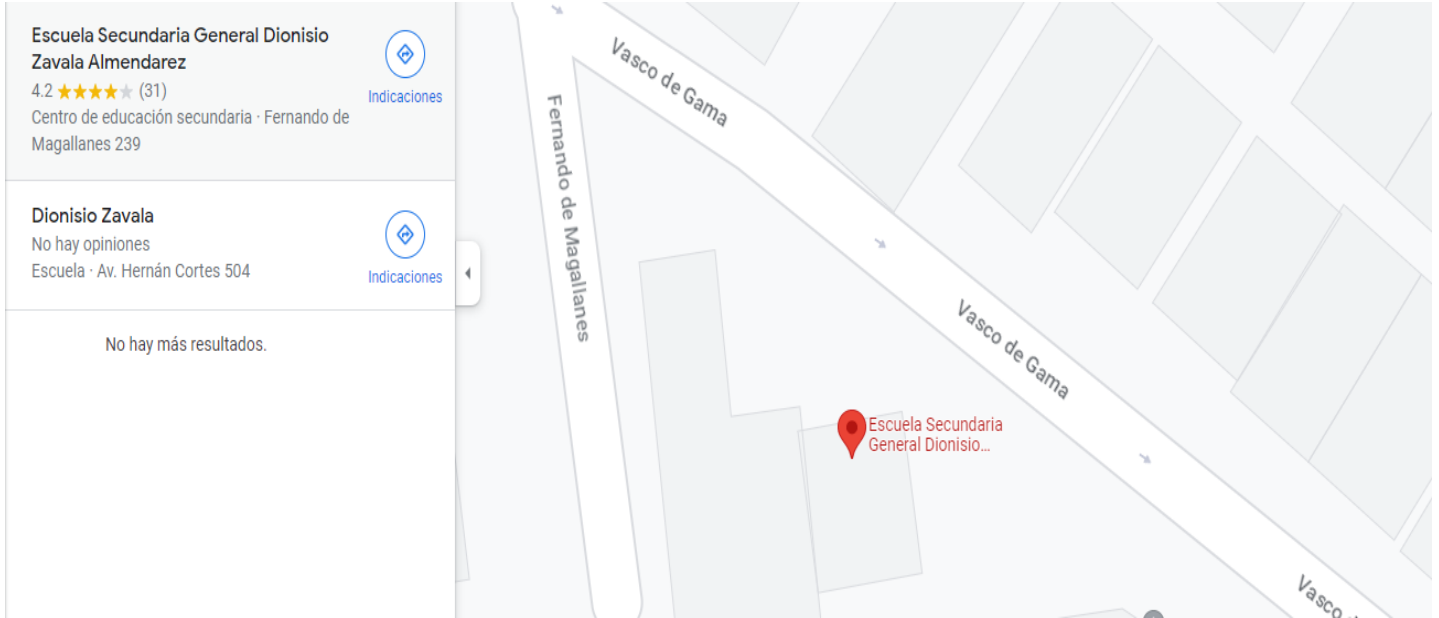 Escuela Secundaria General Dionisio
Zavala Almendarez
4.2 ★★★★★ (31)
Centro de educación secundaria · Fernando de
Magallanes 239
Indicaciones
Dionisio Zavala
No hay opiniones
Escuela · Av. Hernán Cortes 504
Indicaciones
No hay más resultados.
Vasco de Gama
Fernando de Magallanes
Vasco de Gama
Escuela Secundaria
General Dionisio...
Vasco